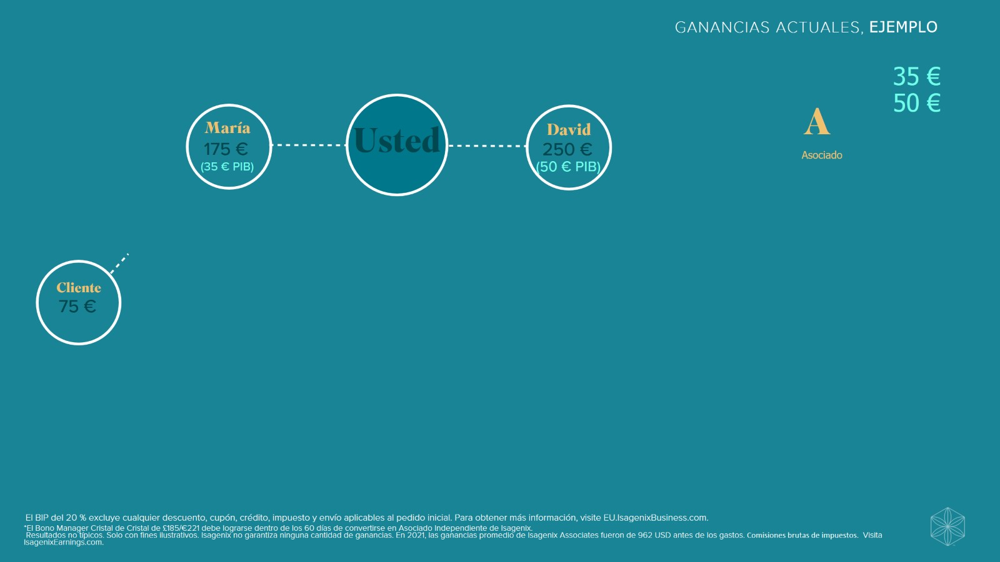 GANANCIAS ACTUALES, EJEMPLO
35 €
50 €
María
175 €
(35 € PIB)
Usted
David
250 €
(50 € PIB)
A
Asociado
Cliente
75 €
El BIP del 20 % excluye cualquier descuento, cupón, crédito, impuesto y envío aplicables al pedido inicial. Para obtener más información, visite EU.IsagenixBusiness.com.
*El Bono Manager Cristal de Cristal de £185/€221 debe lograrse dentro de los 60 días de convertirse en Asociado Independiente de Isagenix.
Resultados no típicos. Solo con fines ilustrativos. Isagenix no garantiza ninguna cantidad de ganancias. En 2021, las ganancias promedio de Isagenix Associates fueron de 962 USD antes de los gastos. Comisiones brutas de impuestos. Visita
IsagenixEarnings.com.